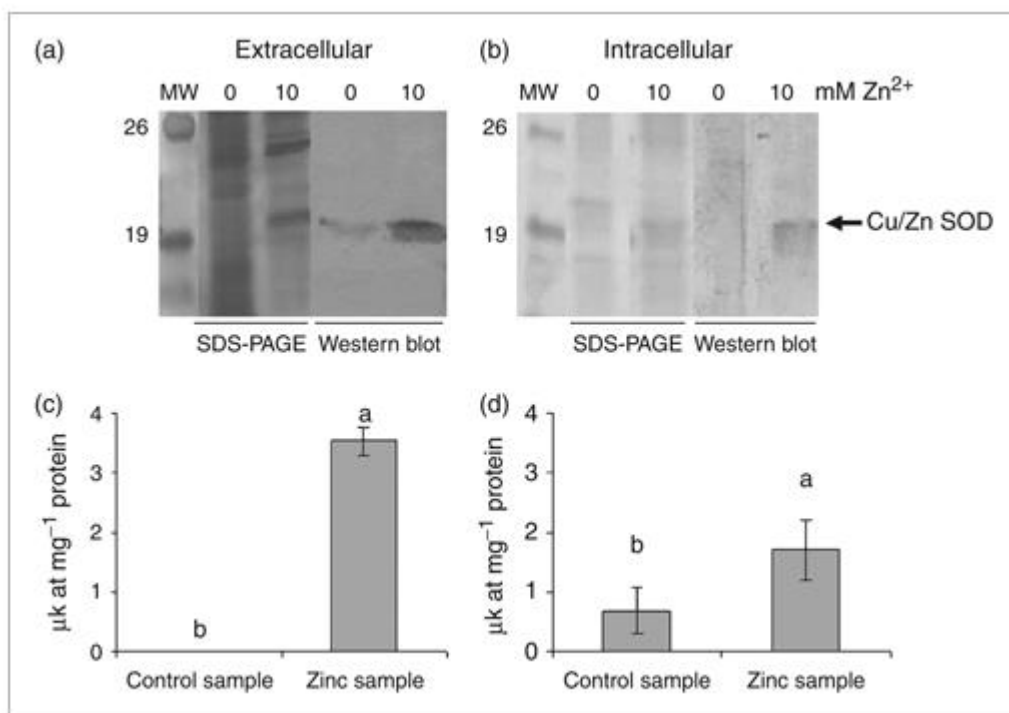 (a) Extracellular
MW 0 10 0 10
26
19
SDS-PAGE Western blot
(b) Intracellular
MW 0 10 0 10 mM Zn²⁺
26
19
Cu/Zn SOD
SDS-PAGE Western blot
(c)
µk at mg⁻¹ protein
4
3
2
1
0
b
a
Control sample Zinc sample
(d)
µk at mg⁻¹ protein
4
3
2
1
0
b
a
Control sample Zinc sample